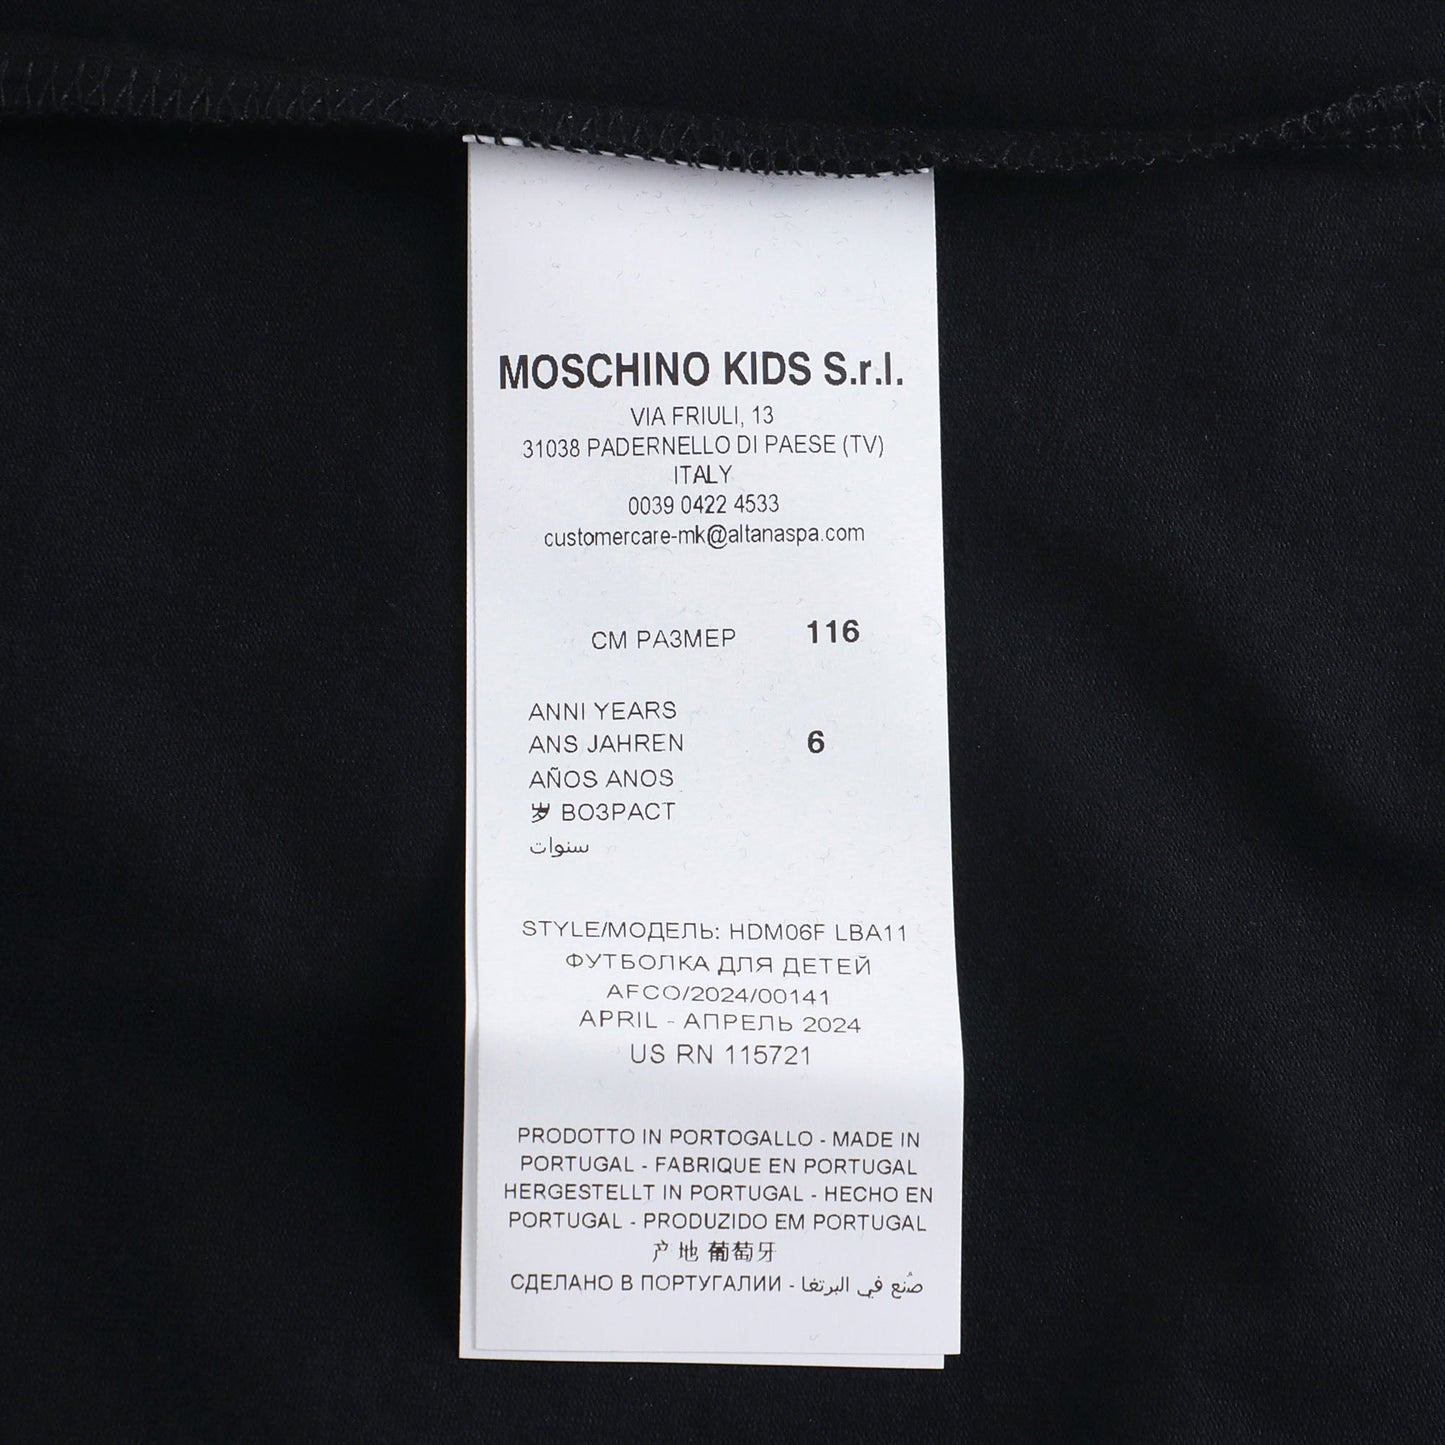 MOSCHINO KIDS S.r.l.
VIA FRIULI, 13
31038 PADERNELLO DI PAESE (TV)
ITALY
0039 0422 4533
customercare-mk@altanaspa.com
СМ РАЗМЕР 116
ANNI YEARS
ANS JAHREN 6
AÑOS ANOS
岁 ВОЗРАСТ
سنوات
STYLE/МОДЕЛЬ: HDM06F LBA11
ФУТБОЛКА ДЛЯ ДЕТЕЙ
AFCO/2024/00141
APRIL - АПРЕЛЬ 2024
US RN 115721
PRODOTTO IN PORTOGALLO - MADE IN
PORTUGAL - FABRIQUE EN PORTUGAL
HERGESTELLT IN PORTUGAL - HECHO EN
PORTUGAL - PRODUZIDO EM PORTUGAL
产 地 葡萄牙
СДЕЛАНО В ПОРТУГАЛИИ - صُنع في البرتغا